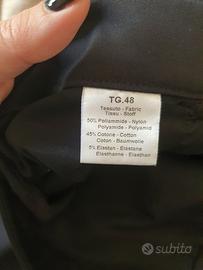 TG.48
Tessuto - Fabric
Tissu - Stoff
50% Poliammide - Nylon
Polyamide - Polyamid
45% Cotone - Cotton
Coton - Baumwolle
5% Elastan - Elastane
Elasthanne - Elasthan
subito